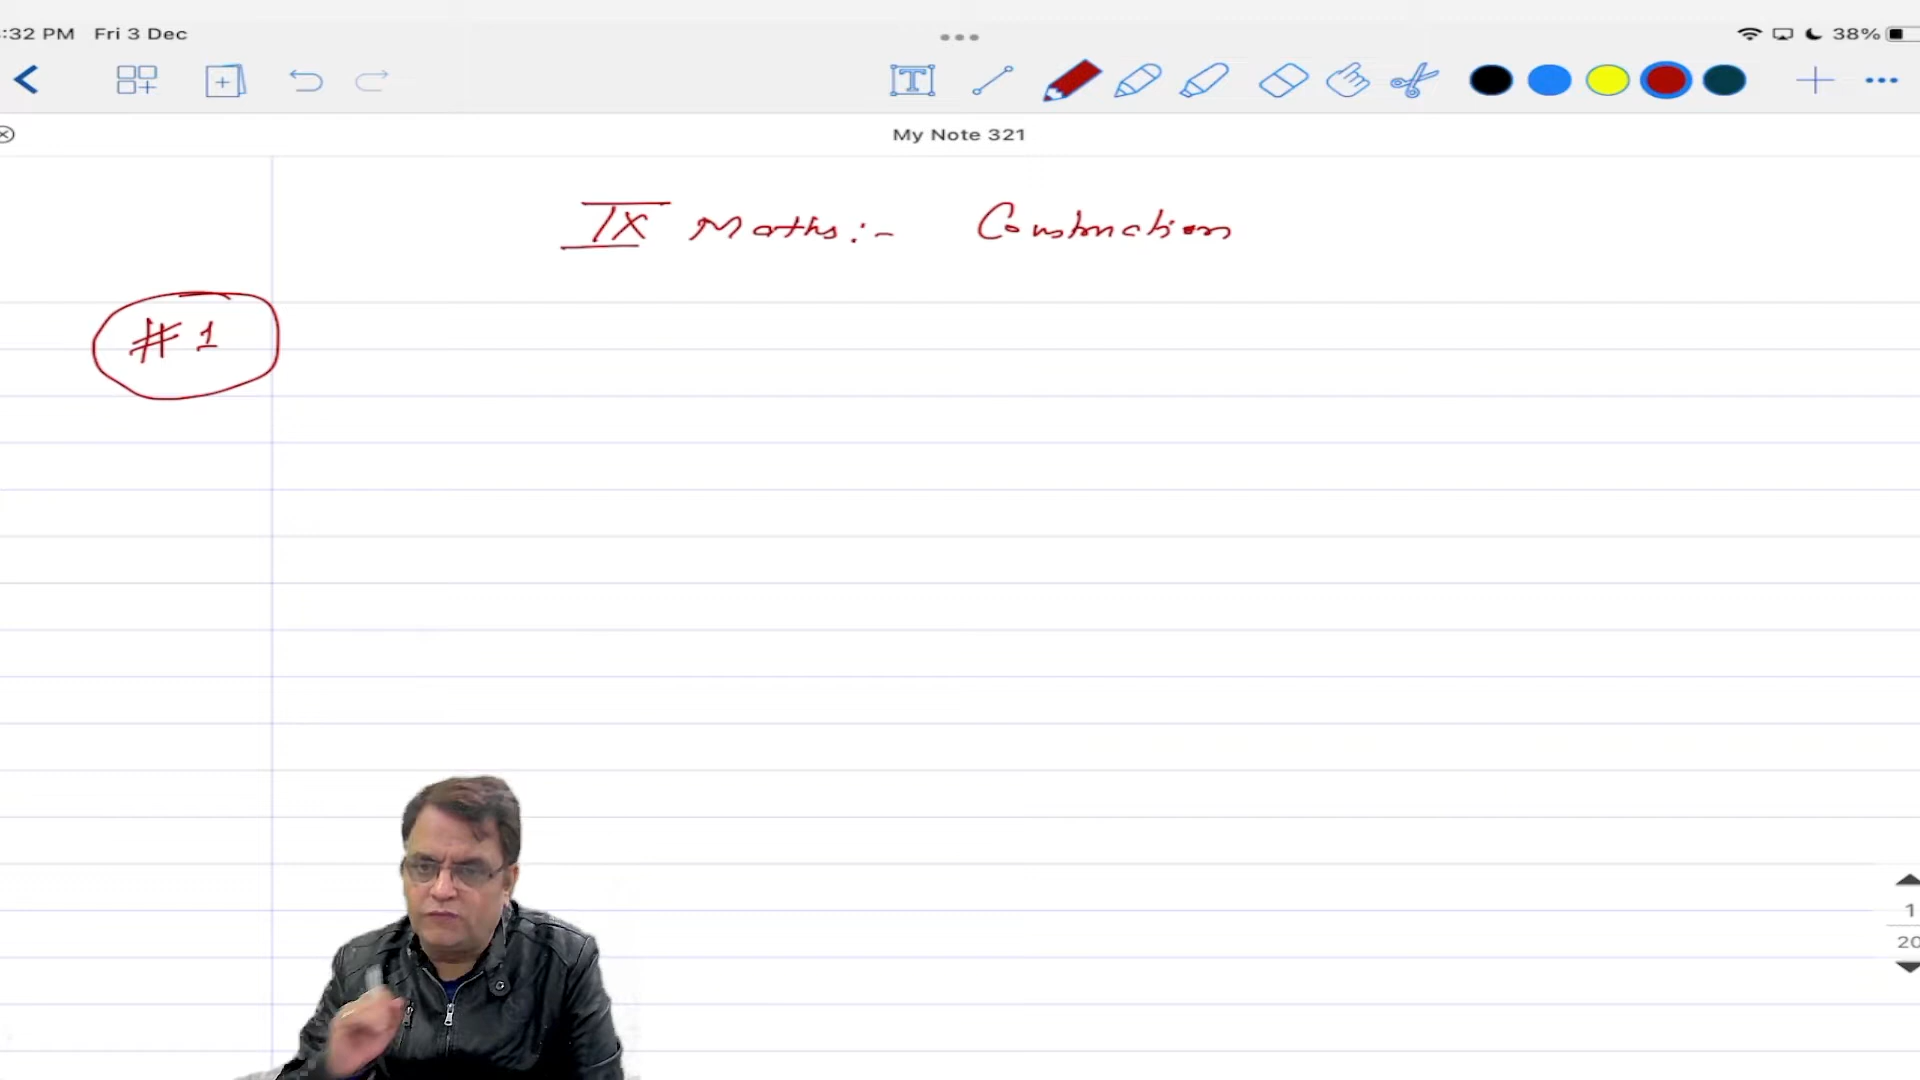 :32 PM Fri 3 Dec
38%
T
My Note 321
IX Maths:- Construction
#1
1
20